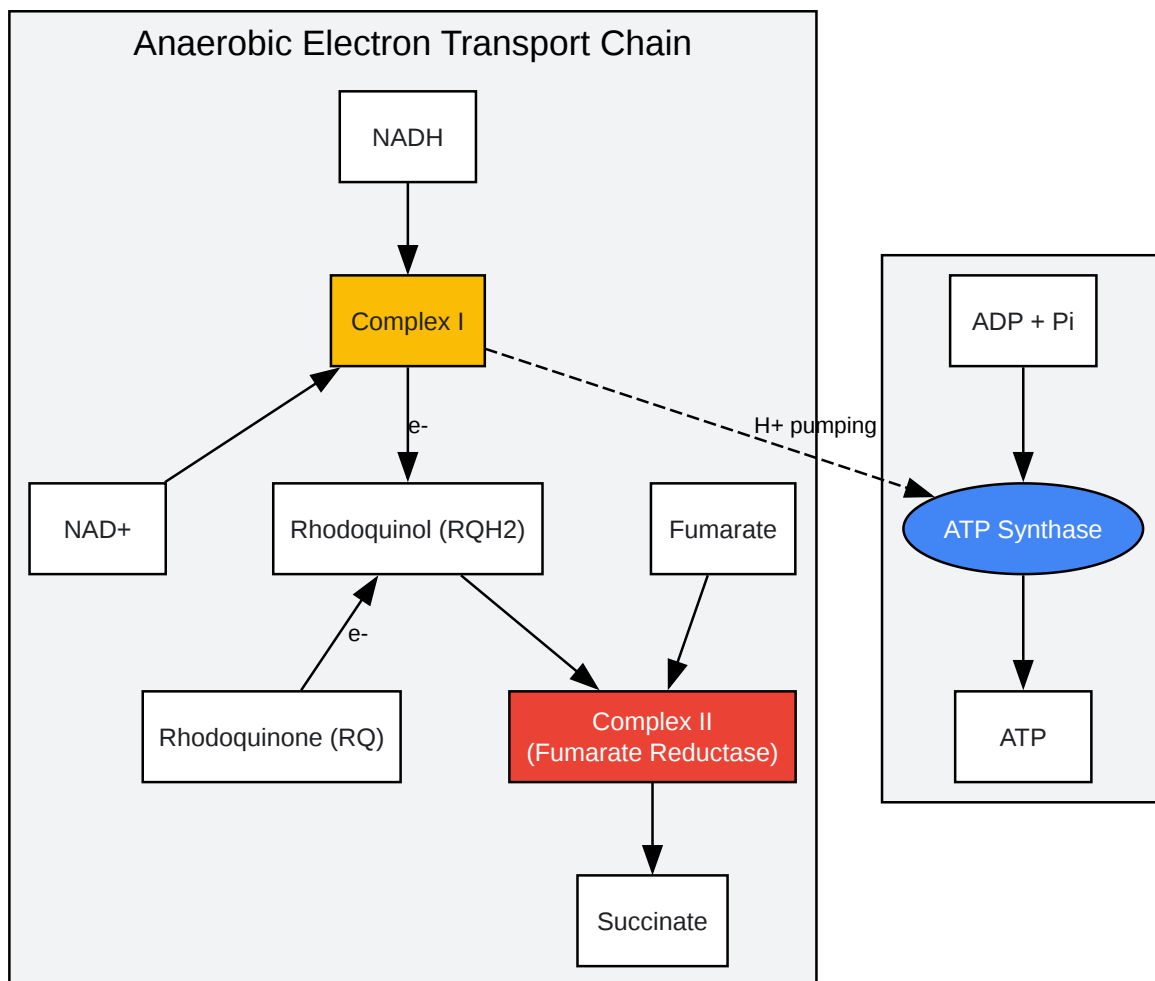 Anaerobic Electron Transport Chain
NADH
Complex I
ADP + Pi
e-
H+ pumping
NAD+
Rhodoquinol (RQH2)
Fumarate
ATP Synthase
e-
Rhodoquinone (RQ)
Complex II
(Fumarate Reductase)
ATP
Succinate